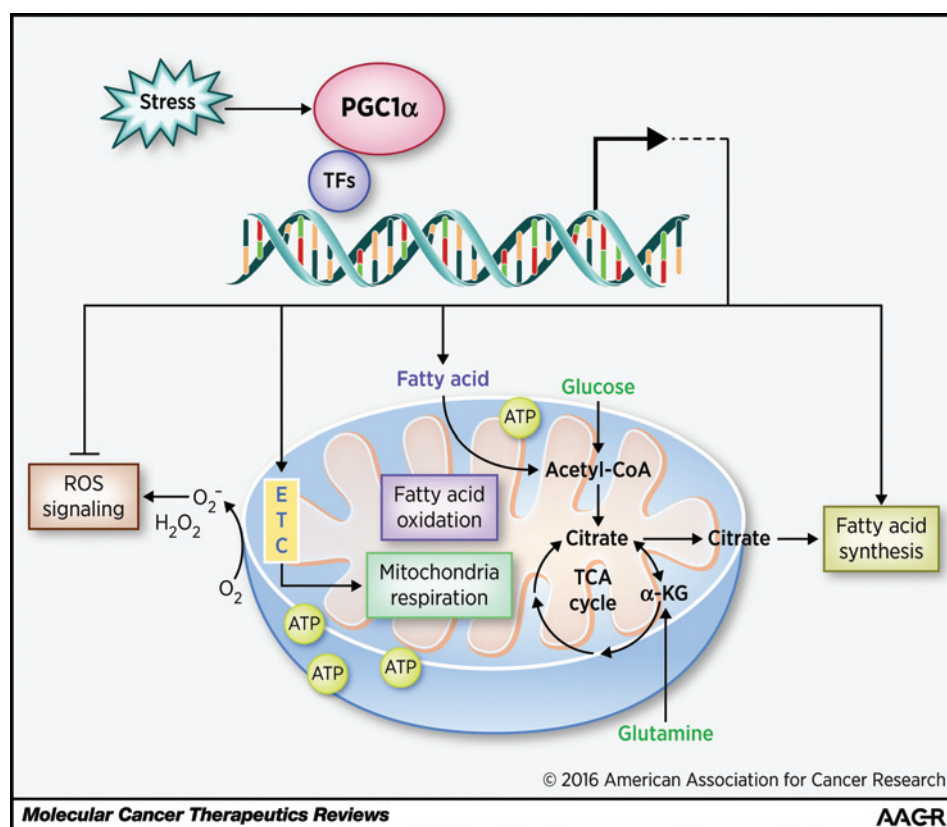 Stress
PGC1α
TFs
Fatty acid
Glucose
ATP
Acetyl-CoA
ROS
signaling
O₂⁻
H₂O₂
O₂
E
T
C
Fatty acid
oxidation
Mitochondria
respiration
Citrate
Citrate
TCA
cycle
α-KG
Fatty acid
synthesis
ATP
ATP
ATP
Glutamine
© 2016 American Association for Cancer Research
Molecular Cancer Therapeutics Reviews
AACR